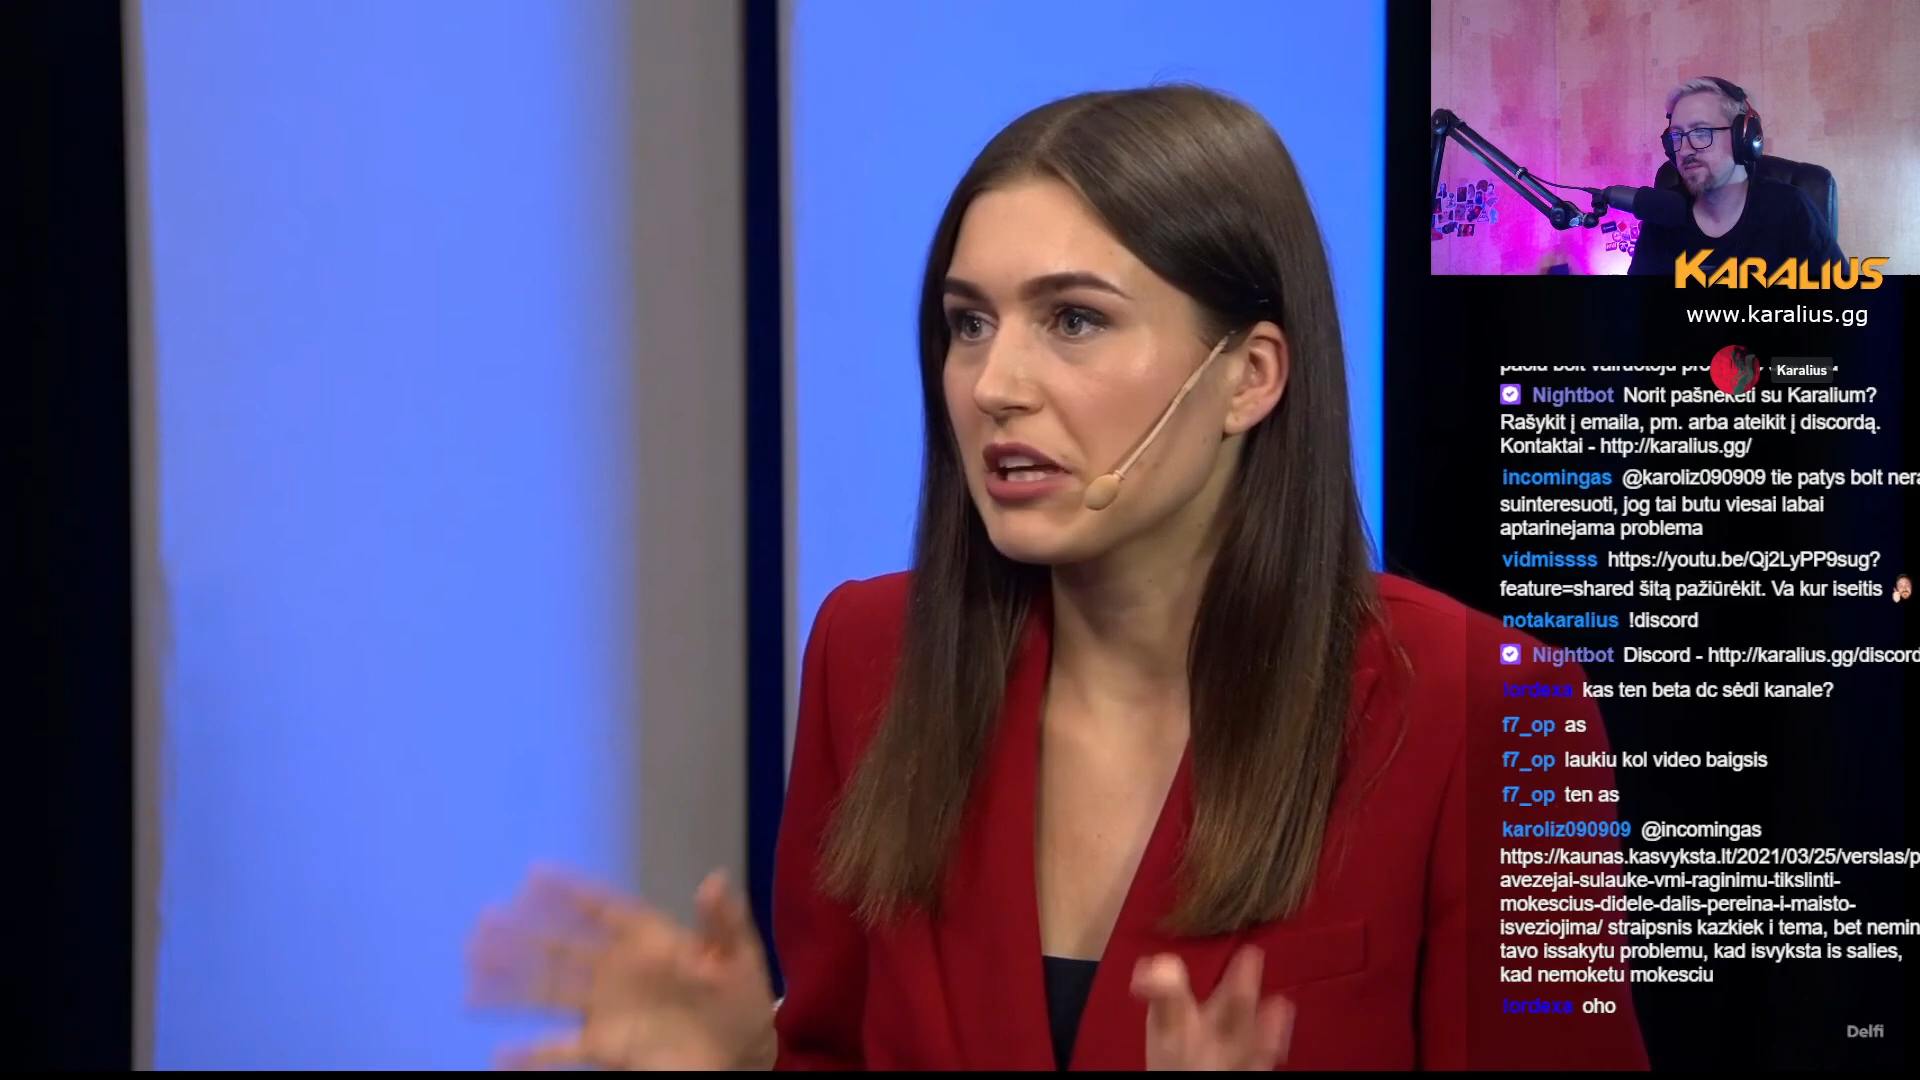 KARALIUS
www.karalius.gg
Karalius
Nightbot Norit pašnekėti su Karalium?
Rašykit į emaila, pm. arba ateikit į discordą.
Kontaktai - http://karalius.gg/
incomingas @karoliz090909 tie patys bolt nera
suinteresuoti, jog tai butu viesai labai
aptarinejama problema
vidmissss https://youtu.be/Qj2LyPP9sug?
feature=shared šitą pažiūrėkit. Va kur iseitis
notakaralius !discord
Nightbot Discord - http://karalius.gg/discord
lordexa kas ten beta dc sėdi kanale?
f7_op as
f7_op laukiu kol video baigsis
f7_op ten as
karoliz090909 @incomingas
https://kaunas.kasvyksta.lt/2021/03/25/verslas/p
avezejai-sulauke-vmi-raginimu-tikslinti-
mokescius-didele-dalis-pereina-i-maisto-
isveziojima/ straipsnis kazkiek i tema, bet nemin
tavo issakytu problemu, kad isvyksta is salies,
kad nemoketu mokesciu
lordexa oho
Delfi